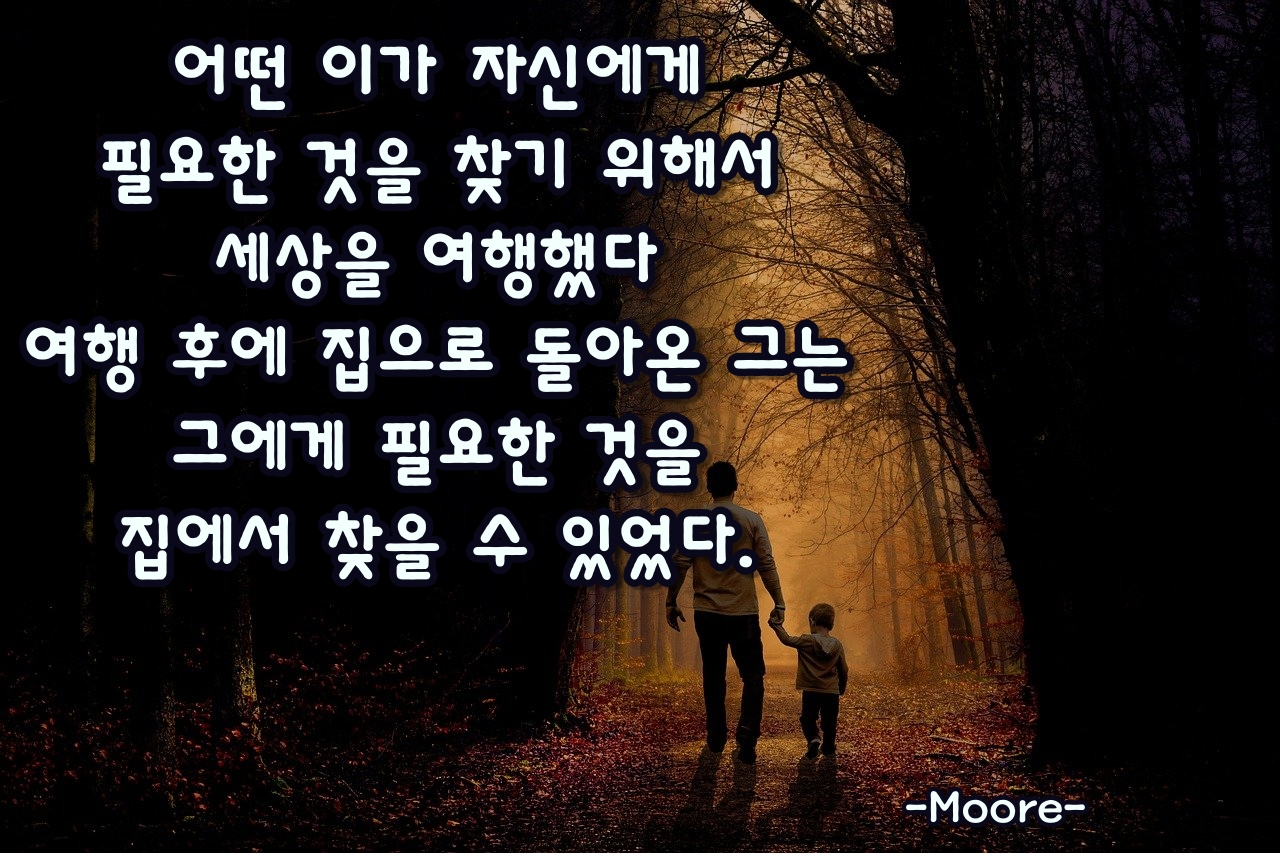 어떤 이가 자신에게
필요한 것을 찾기 위해서
세상을 여행했다
여행 후에 집으로 돌아온 그는
그에게 필요한 것을
집에서 찾을 수 있었다.
-Moore-